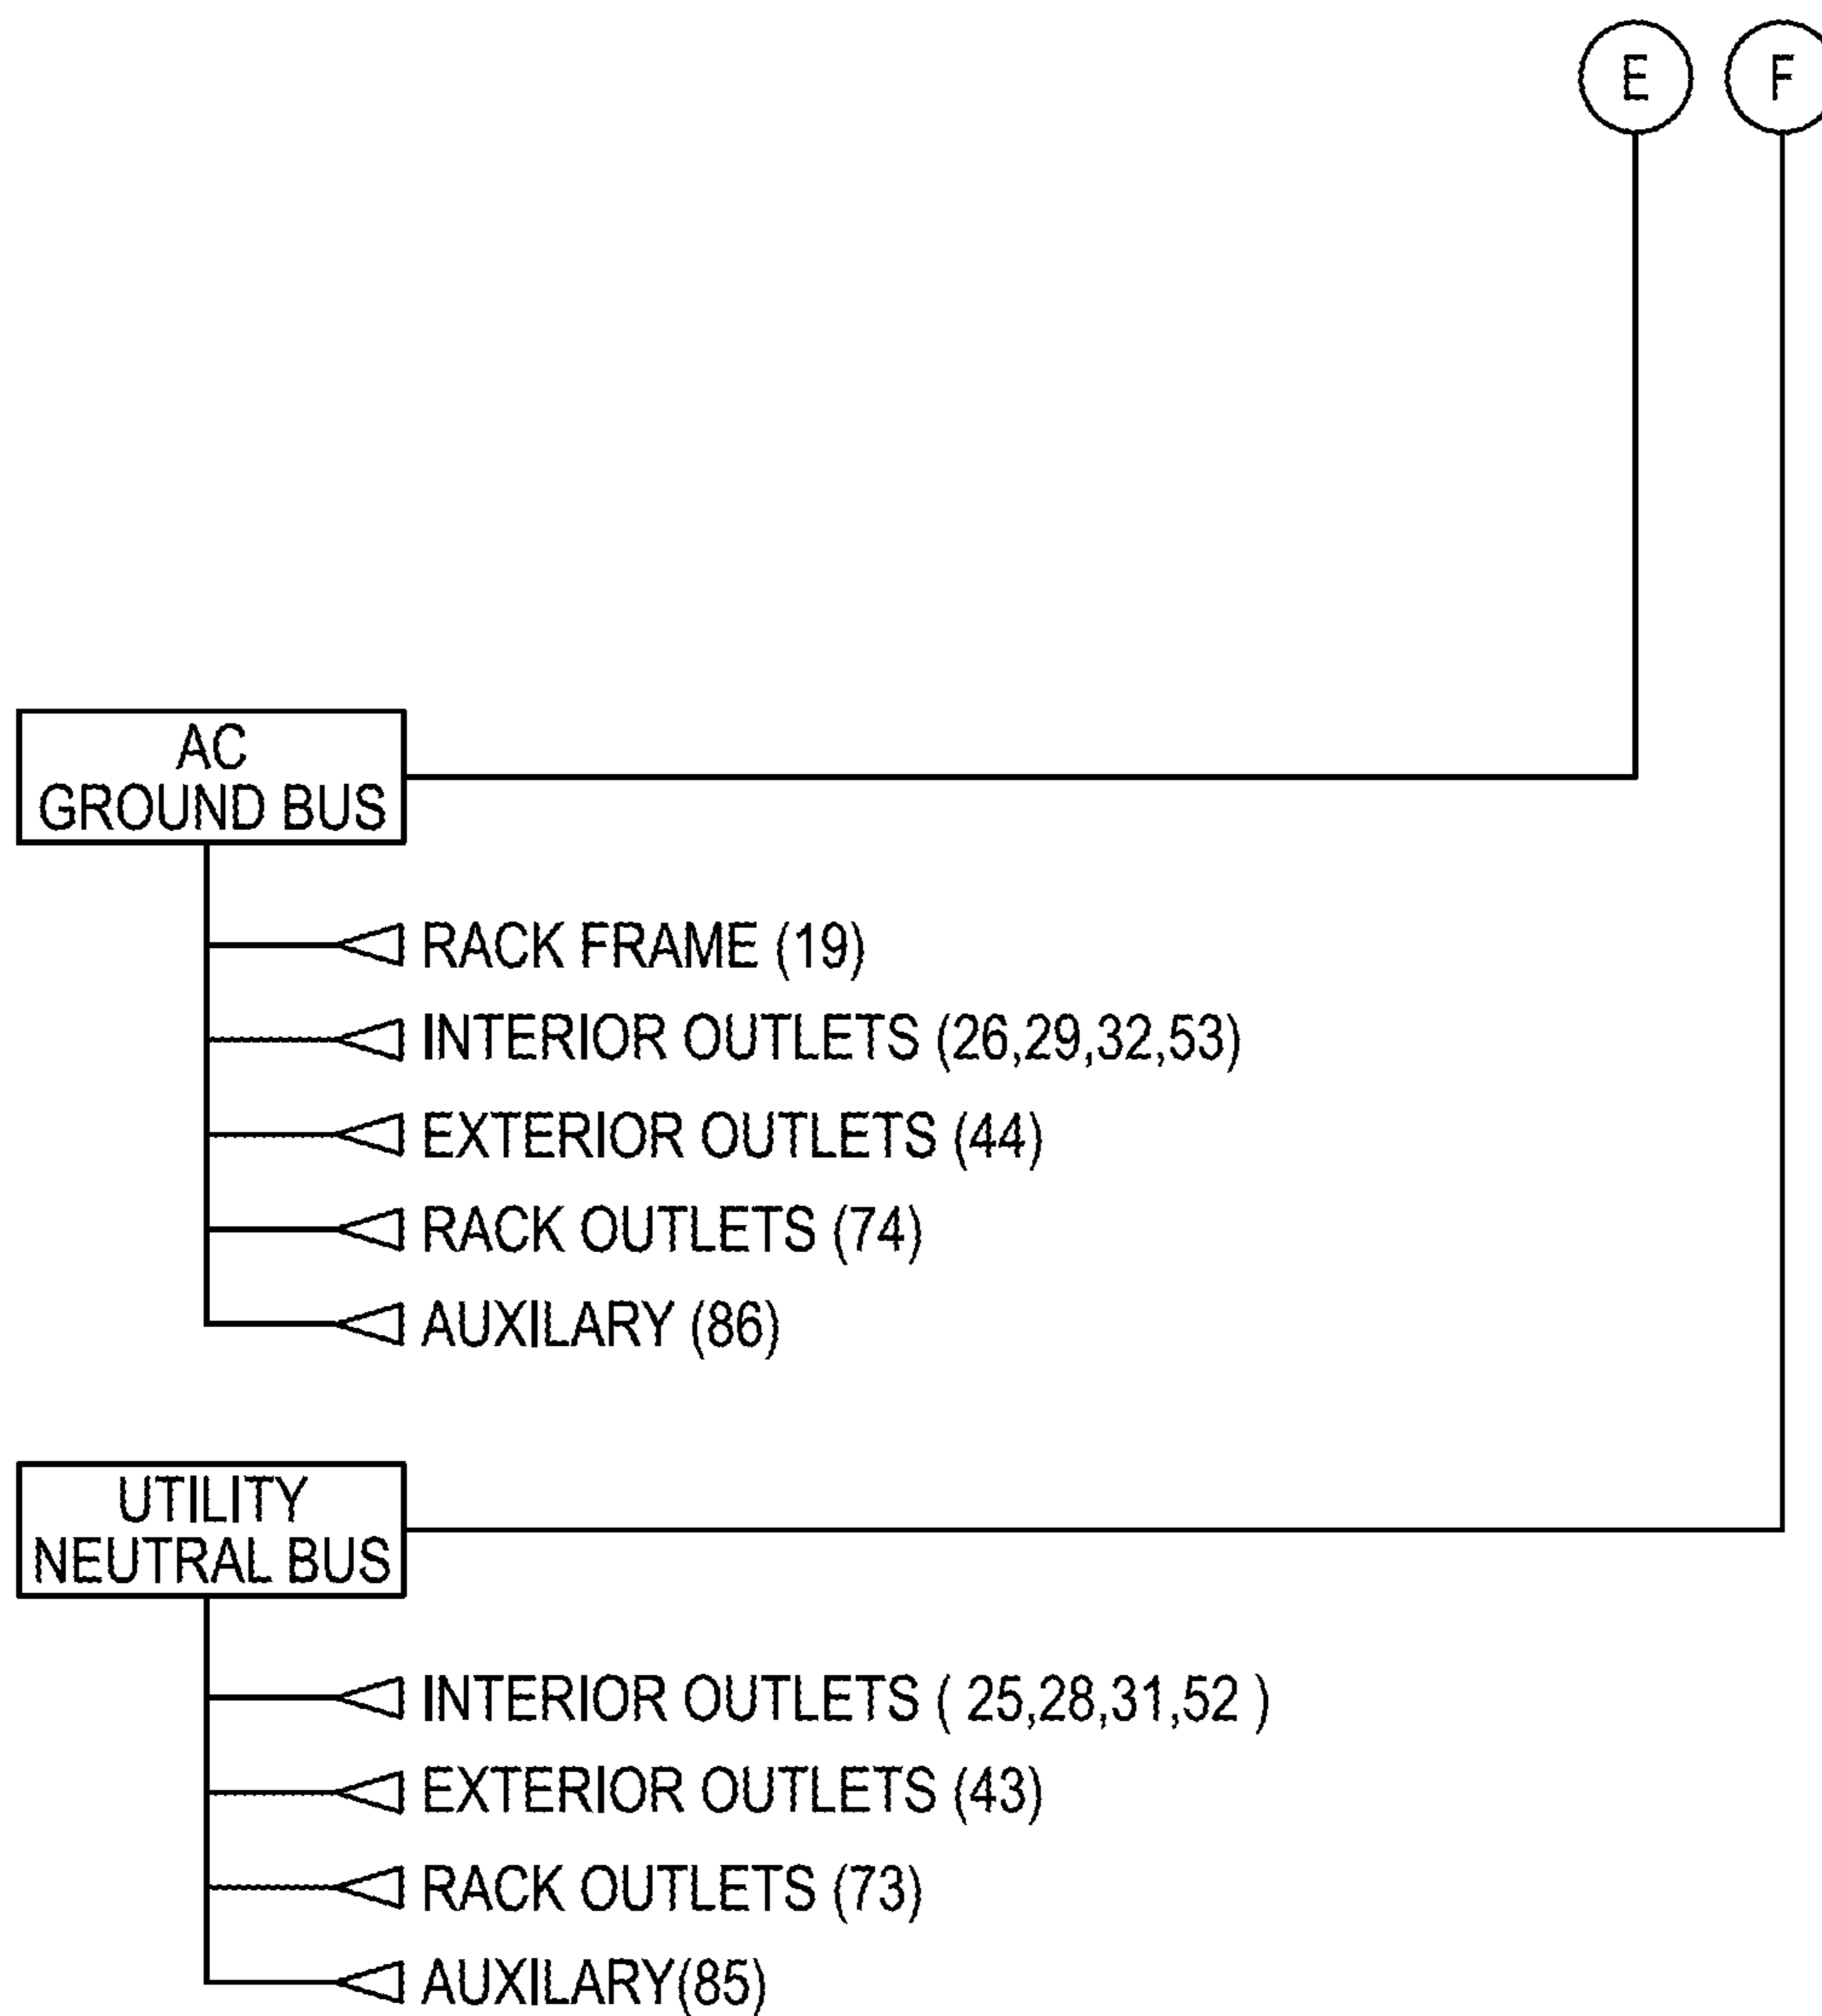 E F
AC
GROUND BUS
RACK FRAME (19)
INTERIOR OUTLETS (26,29,32,53)
EXTERIOR OUTLETS (44)
RACK OUTLETS (74)
AUXILARY (86)
UTILITY
NEUTRAL BUS
INTERIOR OUTLETS ( 25,28,31,52 )
EXTERIOR OUTLETS (43)
RACK OUTLETS (73)
AUXILARY(85)